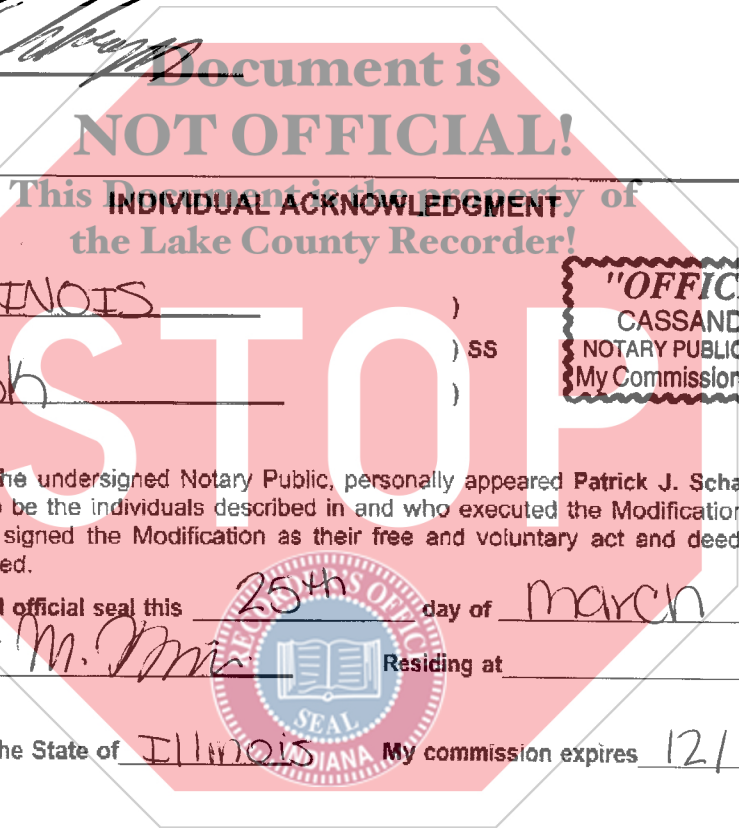 Document is
NOT OFFICIAL!
This Document is the property of
the Lake County Recorder!
INDIVIDUAL ACKNOWLEDGMENT
INOIS )
) SS
)
"OFFIC
CASSAND
NOTARY PUBLIC
My Commission
STOP
he undersigned Notary Public, personally appeared Patrick J. Scha
be the individuals described in and who executed the Modification
signed the Modification as their free and voluntary act and deed
ed.
official seal this 25th day of March
M. Residing at
RECORDER'S OFFICE
SEAL
INDIANA
he State of Illinois My commission expires 12/